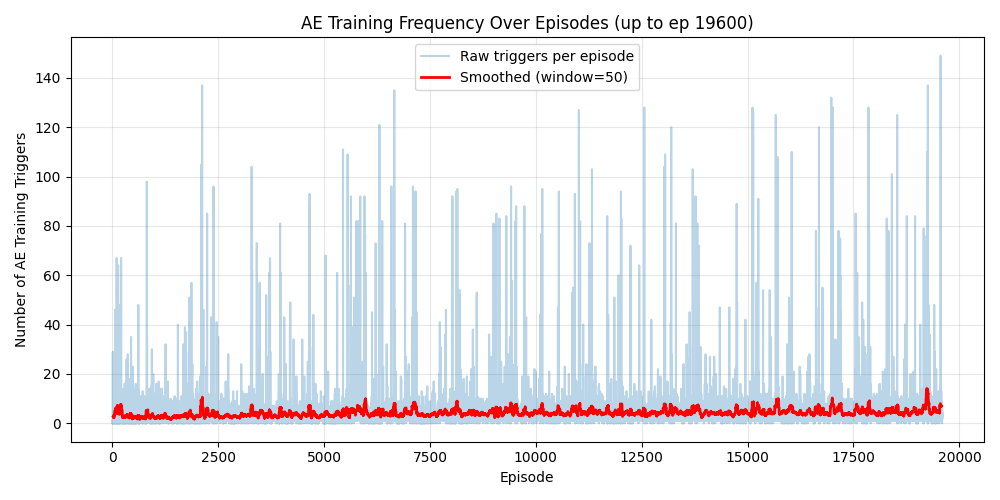 AE Training Frequency Over Episodes (up to ep 19600)
Raw triggers per episode
Smoothed (window=50)
Number of AE Training Triggers
140
120
100
80
60
40
20
0
0 2500 5000 7500 10000 12500 15000 17500 20000
Episode